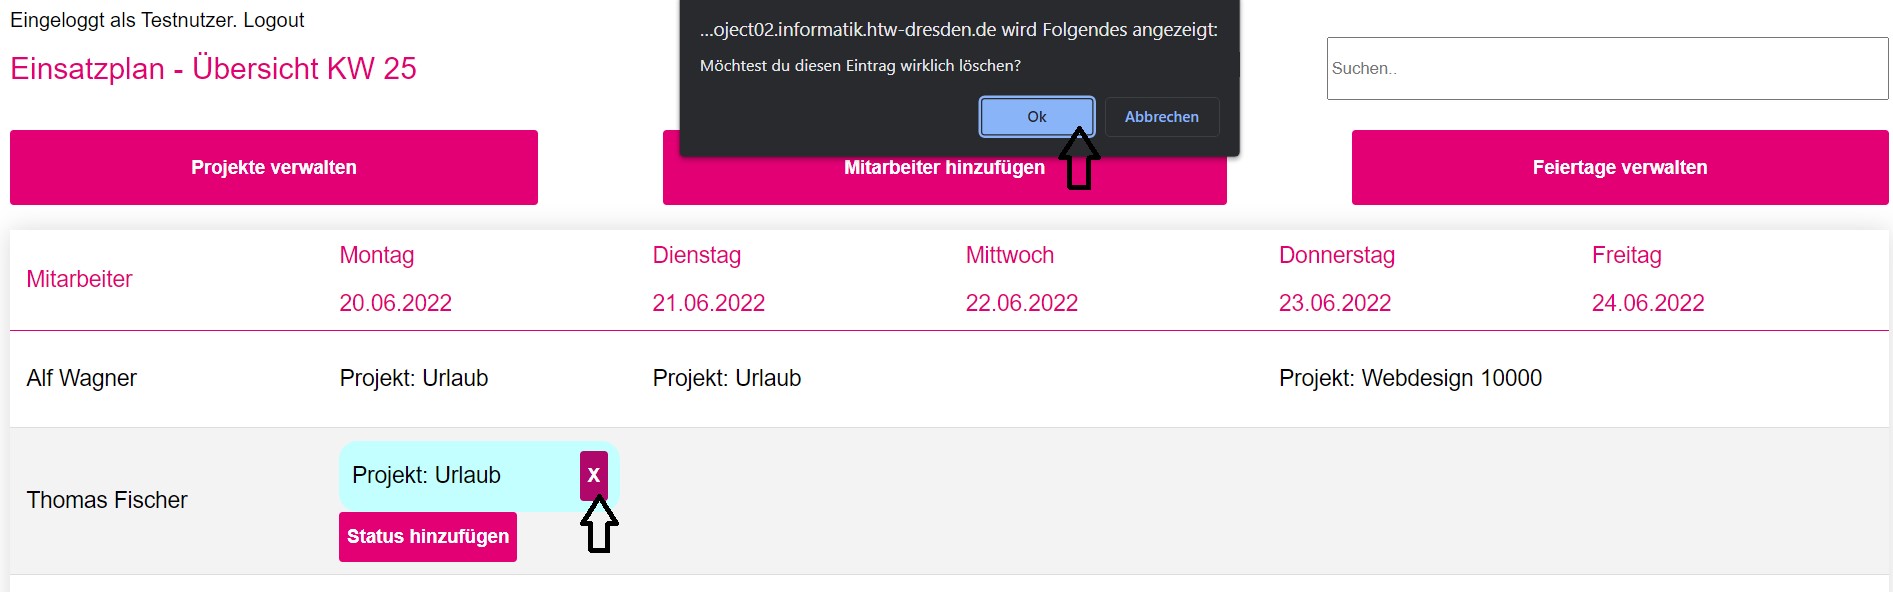 Eingeloggt als Testnutzer. Logout
Einsatzplan - Übersicht KW 25
...oject02.informatik.htw-dresden.de wird Folgendes angezeigt:
Möchtest du diesen Eintrag wirklich löschen?
Ok Abbrechen
Suchen..
Projekte verwalten Mitarbeiter hinzufügen Feiertage verwalten
Mitarbeiter
Montag Dienstag Mittwoch Donnerstag Freitag
20.06.2022 21.06.2022 22.06.2022 23.06.2022 24.06.2022
Alf Wagner Projekt: Urlaub Projekt: Urlaub Projekt: Webdesign 10000
Thomas Fischer
Projekt: Urlaub X
Status hinzufügen